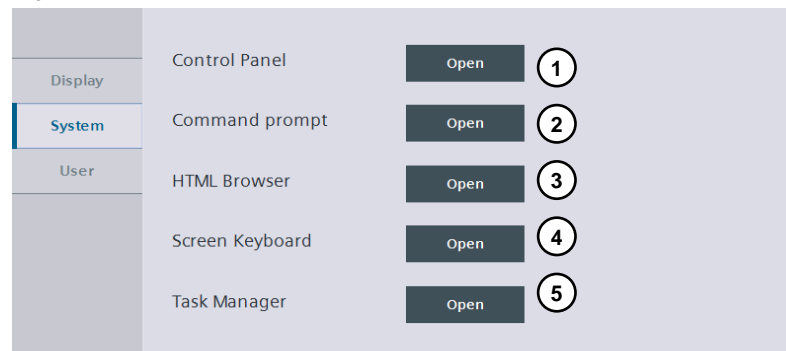 Control Panel Open 1
Display
Command prompt Open 2
System
User
HTML Browser Open 3
Screen Keyboard Open 4
Task Manager Open 5